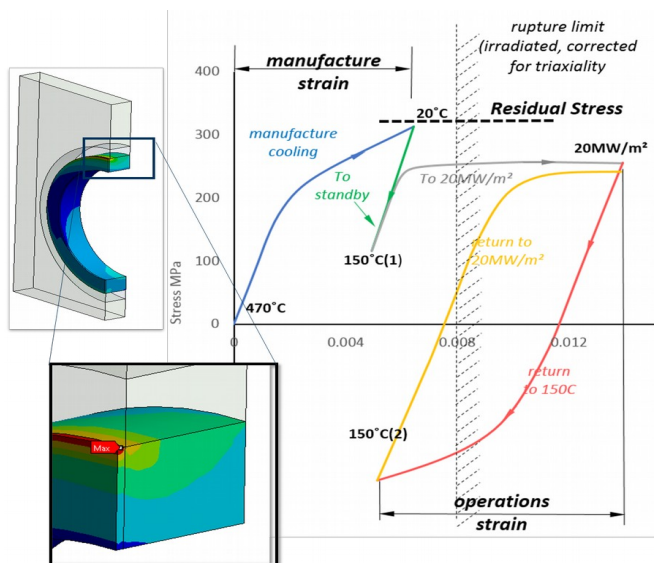 rupture limit
(irradiated, corrected
for triaxiality
manufacture
strain
400
20˚C
Residual Stress
manufacture
cooling
300
20MW/m²
To
standby
To 20MW/m²
200
150˚C(1)
return to
20MW/m²
100
Stress MPa
470˚C
0
0
0.004
0.008
0.012
return
to 150C
150˚C(2)
Max
operations
strain